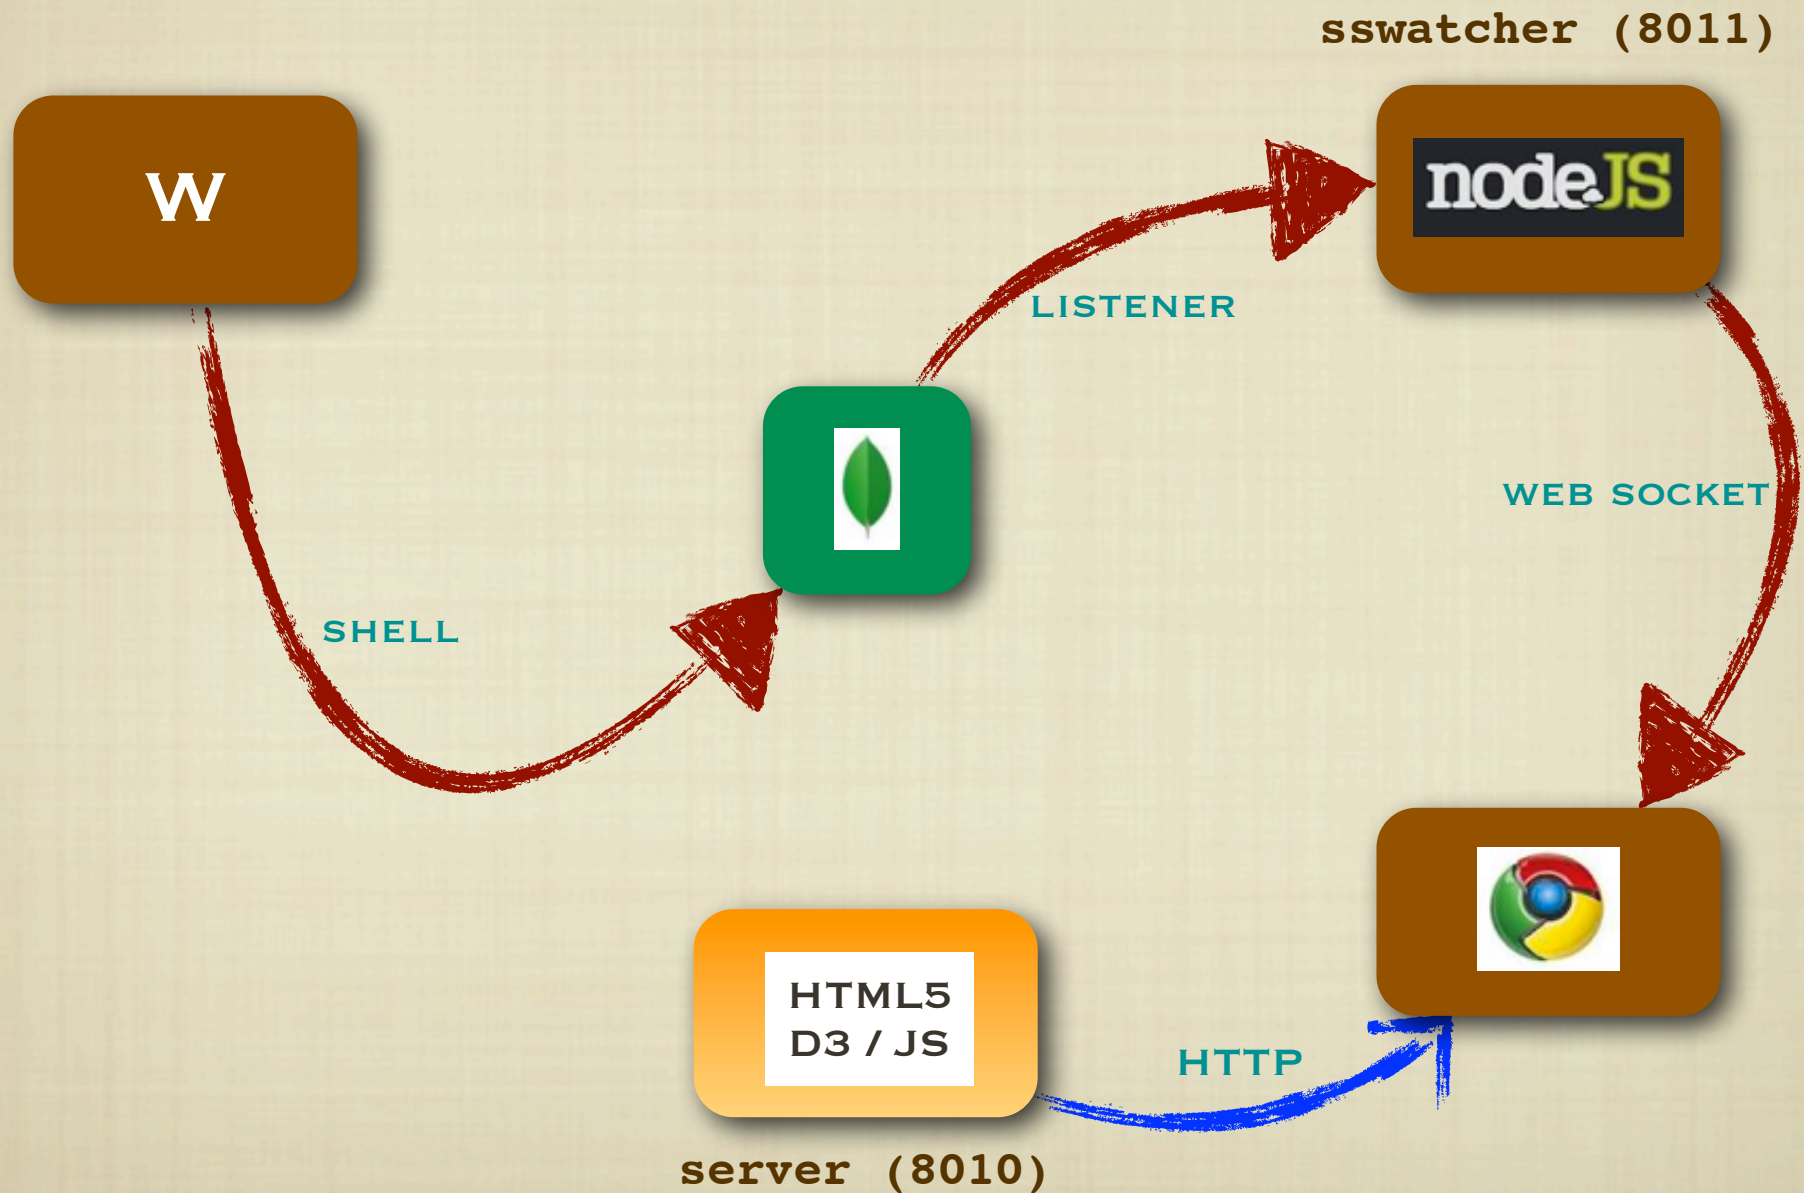 sswatcher (8011)
W
nodeJS
LISTENER
WEB SOCKET
SHELL
HTML5
D3 / JS
HTTP
server (8010)